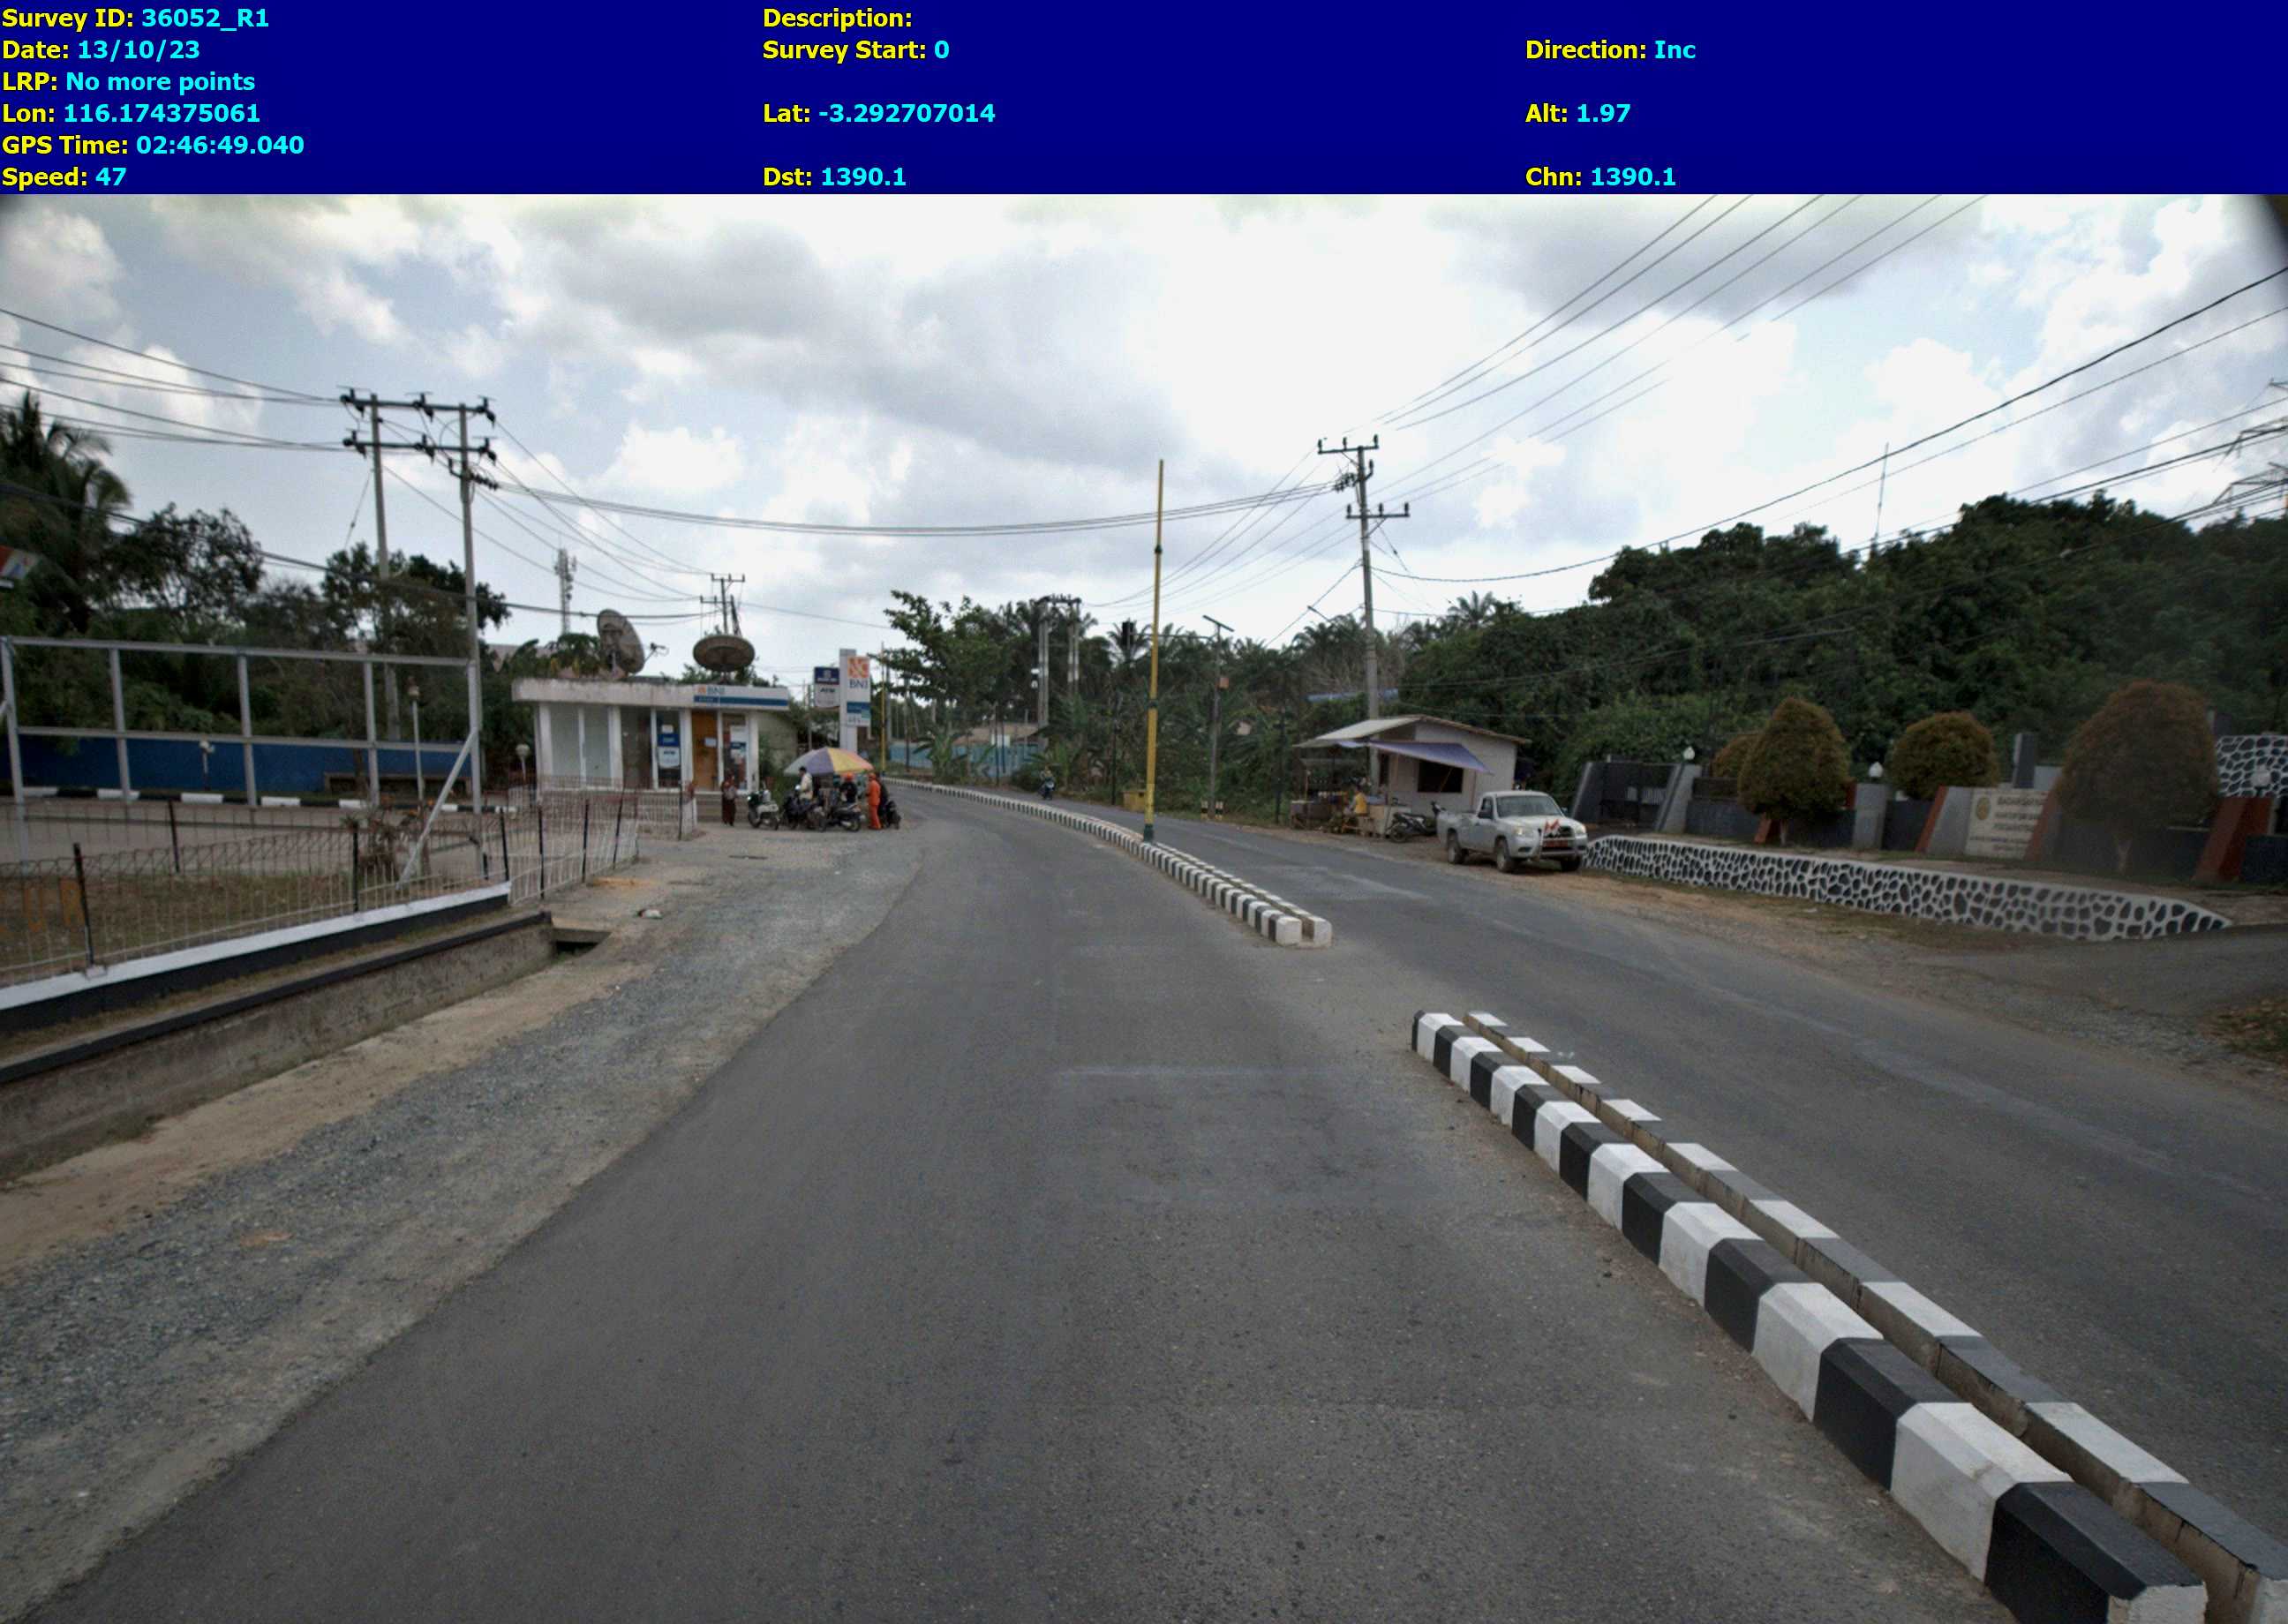 Survey ID: 36052_R1
Description:
Date: 13/10/23
Survey Start: 0
Direction: Inc
LRP: No more points
Lon: 116.174375061
Lat: -3.292707014
Alt: 1.97
GPS Time: 02:46:49.040
Speed: 47
Dst: 1390.1
Chn: 1390.1
BNI
BNI